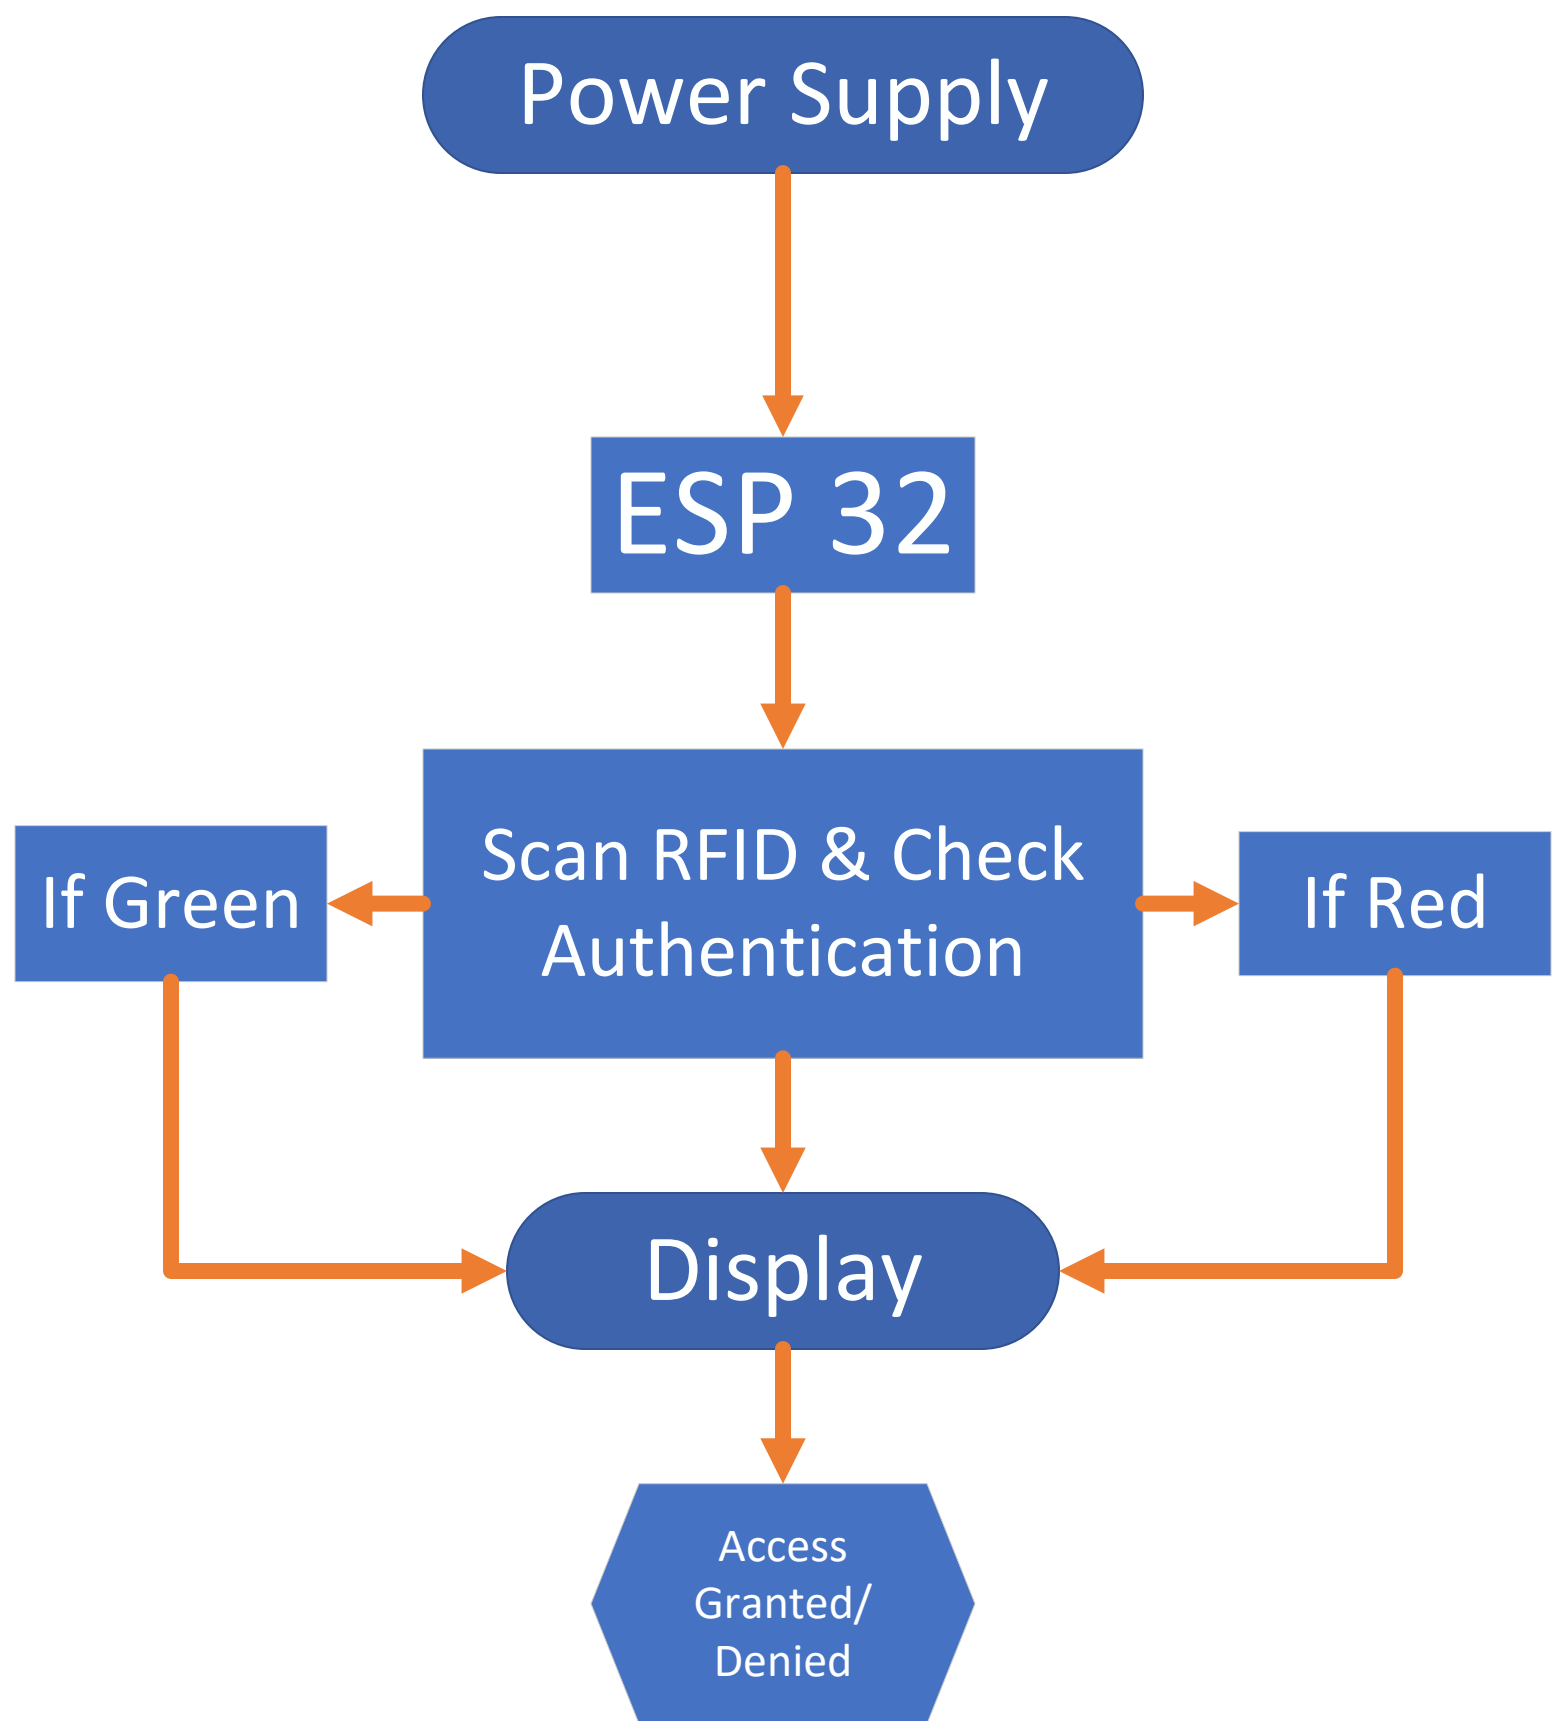 Power Supply
ESP 32
If Green
Scan RFID & Check
Authentication
If Red
Display
Access
Granted/
Denied